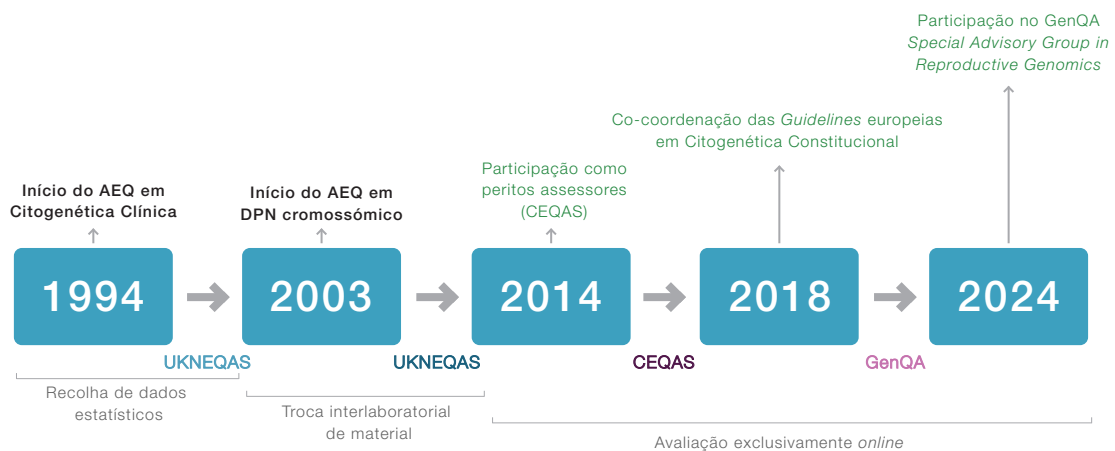 Participação no GenQA
Special Advisory Group in
Reproductive Genomics
Co-coordenação das Guidelines europeias
em Citogenética Constitucional
Participação como
peritos assessores
(CEQAS)
Início do AEQ em
Citogenética Clínica
Início do AEQ em
DPN cromossómico
1994
2003
2014
2018
2024
UKNEQAS
UKNEQAS
CEQAS
GenQA
Recolha de dados
estatísticos
Troca interlaboratorial
de material
Avaliação exclusivamente online